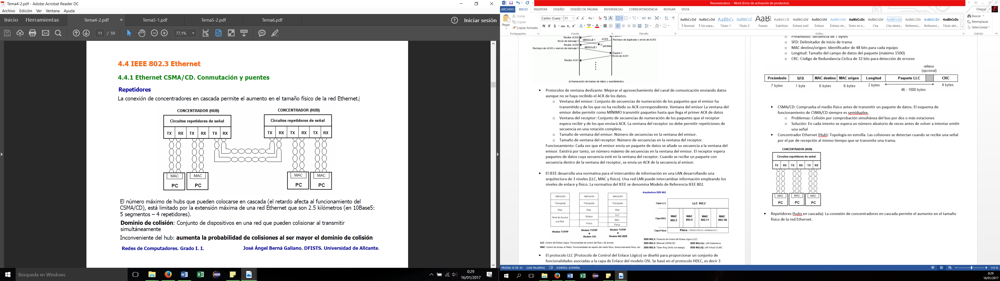 Tema4-2.pdf - Adobe Acrobat Reader DC
Archivo Edición Ver Ventana Ayuda
Inicio Herramientas Tema4-2.pdf × Tema5-1.pdf Tema5-2.pdf Tema6.pdf ? Iniciar sesión
11 / 59 77,1%
4.4 IEEE 802.3 Ethernet
4.4.1 Ethernet CSMA/CD. Conmutación y puentes
Repetidores
La conexión de concentradores en cascada permite el aumento en el tamaño físico de la red Ethernet.
CONCENTRADOR (HUB) CONCENTRADOR (HUB)
Circuitos repetidores de señal Circuitos repetidores de señal
TX RX TX RX TX RX TX RX TX RX TX RX
MAC MAC MAC MAC
PC PC PC PC
El número máximo de hubs que pueden colocarse en cascada (el retardo afecta al funcionamiento del
CSMA/CD), está limitado por la extensión máxima de una red Ethernet que son 2.5 kilómetros (en 10Base5:
5 segmentos – 4 repetidores).
Dominio de colisión: Conjunto de dispositivos en una red que pueden colisionar al transmitir
simultáneamente
Inconveniente del hub: aumenta la probabilidad de colisiones al ser mayor el dominio de colisión
Redes de Computadores. Grado I. I. José Ángel Berná Galiano. DFISTS. Universidad de Alicante.
Búsqueda en Windows
0:29
16/01/2017
Resumen.docx - Word (Error de activación de productos)
ARCHIVO INICIO INSERTAR DISEÑO DISEÑO DE PÁGINA REFERENCIAS CORRESPONDENCIA REVISAR VISTA Diegus .
Pegar
Cortar
Copiar
Copiar formato
Portapapeles
Calibri (Cuerp 11
N K S abc x₂ x²
Fuente
Párrafo
AaBbCcDd AaBbCcDd AaBbCc AaBbCcC AaBl AaBbCcD AaBbCcDd AaBbCcDd AaBbCcDd AaBbCcDc AaBbCcDd AaBbCcDd AABBCCDD AABBCCDD AaBbCcDc
¶ Normal ¶ Sin espa... Título 1 Título 2 Puesto Subtítulo Énfasis sutil Énfasis Énfasis int... Texto en n... Cita Cita desta... Referenci... Referenci... Título del...
Estilos
Buscar
Reemplazar
Seleccionar
Edición
Recibe ACK0
Envío de mensaje 1
Recibe ACK0
Rechazo de ACK0 y reenvío de mensaje 1
Recibe ACK1
MENSAJE 1
ACK0
pérdida
MENSAJE 1
Espera 1
Rechazo de duplicado y envío de ACK0
Espera 1
Envío de ACK1
d) Numeración de tramas de datos y asentimientos.
• Protocolos de ventana deslizante: Mejorar el aprovechamiento del canal de comunicación enviando datos
aunque no se haya recibido el ACK de los datos.
o Ventana del emisor: Conjunto de secuencias de numeración de los paquetes que el emisor ha
transmitido y de los que no ha recibido su ACK correspondiente. Ventana del emisor La ventana del
emisor debe permitir como MÍNIMO transmitir paquetes hasta que llega el primer ACK de datos
o Ventana del receptor: Conjunto de secuencias de numeración de los paquetes que el receptor
espera recibir y de los que enviará ACK. La ventana del receptor no debe permitir repeticiones de
secuencia en una rotación completa.
o Tamaño de ventana del emisor: Número de secuencias en la ventana del emisor.
o Tamaño de ventana del receptor: Número de secuencias en la ventana del receptor.
Funcionamiento: Cada vez que el emisor envía un paquete de datos se añade su secuencia a la ventana del
emisor. Existirá por tanto, un número máximo de secuencias en la ventana del emisor. El receptor espera
paquetes de datos cuya secuencia esté en la ventana del receptor. Cuando se recibe un paquete con
secuencia dentro de la ventana del receptor, se envía un ACK de la secuencia al emisor.
• El IEEE desarrolla una normativa para el intercambio de información en una LAN desarrollando una
arquitectura de 3 niveles (LLC, MAC y físico). Una red LAN puede intercambiar información empleando los
niveles de enlace y físico. La normativa del IEEE se denomina Modelo de Referencia IEEE 802.
Aplicación Aplicación Aplicación
Transporte Transporte Transporte
Red Red Red
Nivel de Acceso a la Red
Enlace
Físico
LLC
MAC
Físico
Modelo TCP/IP
Modelo TCP/IP + Modelo OSI
Modelo TCP/IP + Modelo 802 IEEE
Arquitectura IEEE 802
Capa LLC LLC 802.2
Capa MAC MAC 802.3 MAC 802.5 MAC 802.11 MAC 802.1Q
Capa Física Física ( Medios físicos, señalización )
LLC: Control del Enlace Lógico. Funcionalidad de control del flujo y de errores.
MAC: Control de Acceso al Medio. Funcionalidades de reparto del medio físico, direccionamiento físico, etc.
IEEE 802.2: Protocolo de Control del Enlace Lógico (LLC)
IEEE 802.3: Ethernet (CSMA/CD) IEEE 802.11x: LAN Inalámbrica
IEEE 802.5: Token Ring (Anillo con testigo) IEEE 802.1Q: LAN Virtual (VLAN)
• El protocolo LLC (Protocolo de Control del Enlace Lógico) se diseñó para proporcionar un conjunto de
funcionalidades asociadas a la capa de Enlace del modelo OSI. Se basó en el protocolo HDLC, es decir 3
o Preámbulo: Secuencia de 7 bytes
o SFD: Delimitador de inicio de trama
o MAC destino/origen: Identificador de 48 bits para cada equipo
o Longitud: Tamaño del campo de datos del paquete (máximo 1500)
o CRC: Código de Redundancia Cíclica de 32 bits para detección de errores
relleno
(opcional)
Preámbulo SFD MAC destino MAC origen Longitud Paquete LLC CRC
7 bytes 1 byte 6 bytes 6 bytes 2 bytes 46 - 1500 bytes 4 bytes
• CSMA/CD: Comprueba el medio físico antes de transmitir un paquete de datos. El esquema de
funcionamiento de CSMA/CD siempre es semiduplex.
o Problemas: Colisión por comprobación simultánea del bus por dos o más estaciones
o Solución: En cada intento se espera un número aleatorio de veces antes de volver a intentar emitir
una señal
• Concentrador Ethernet (Hub): Topología en estrella. Las colisiones se detectan cuando se recibe una señal
por el par de recepción al mismo tiempo que se transmite una trama.
CONCENTRADOR (HUB)
Circuitos repetidores de señal
TX RX TX RX TX RX
MAC MAC MAC
PC PC PC
• Repetidores (hubs en cascada): La conexión de concentradores en cascada permite el aumento en el tamaño
físico de la red Ethernet.
PÁGINA 10 DE 10 2286 PALABRAS ESPAÑOL (ESPAÑA) 110 %
0:29
16/01/2017